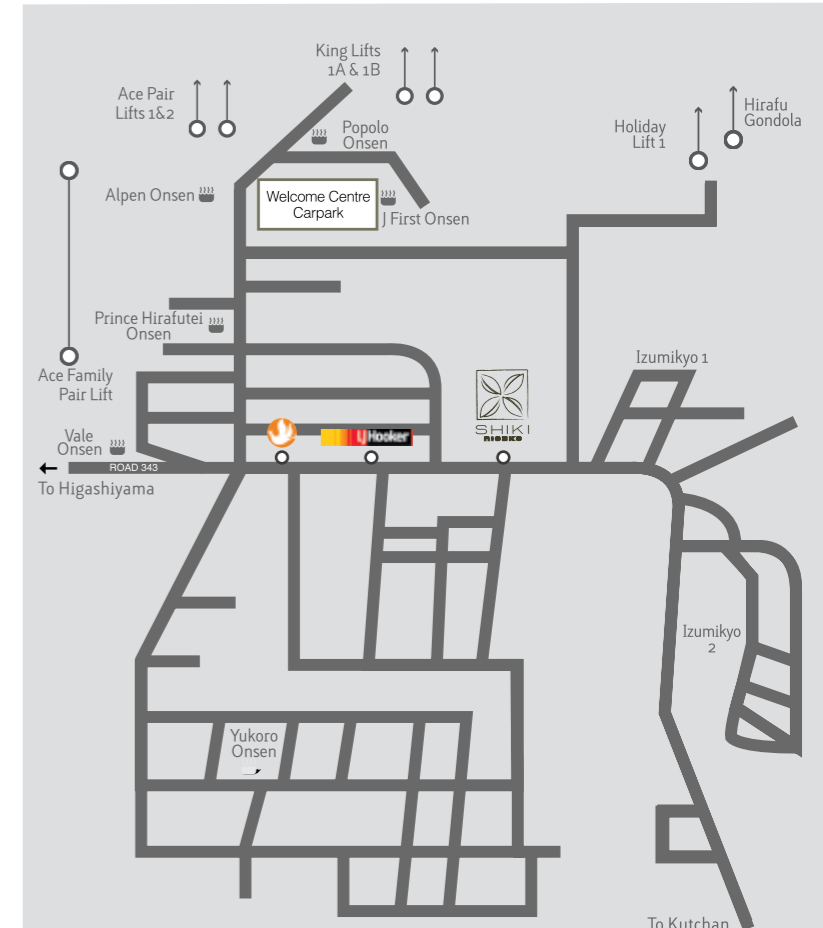 King Lifts
1A & 1B
Ace Pair
Lifts 1&2
Hirafu
Gondola
Holiday
Lift 1
Popolo
Onsen
Alpen Onsen
Welcome Centre
Carpark
J First Onsen
Prince Hirafutei
Onsen
Izumikyo 1
Ace Family
Pair Lift
SHIKI
NISEKO
LJ Hooker
Vale
Onsen
ROAD 343
To Higashiyama
Izumikyo
2
Yukoro
Onsen
To Kutchan